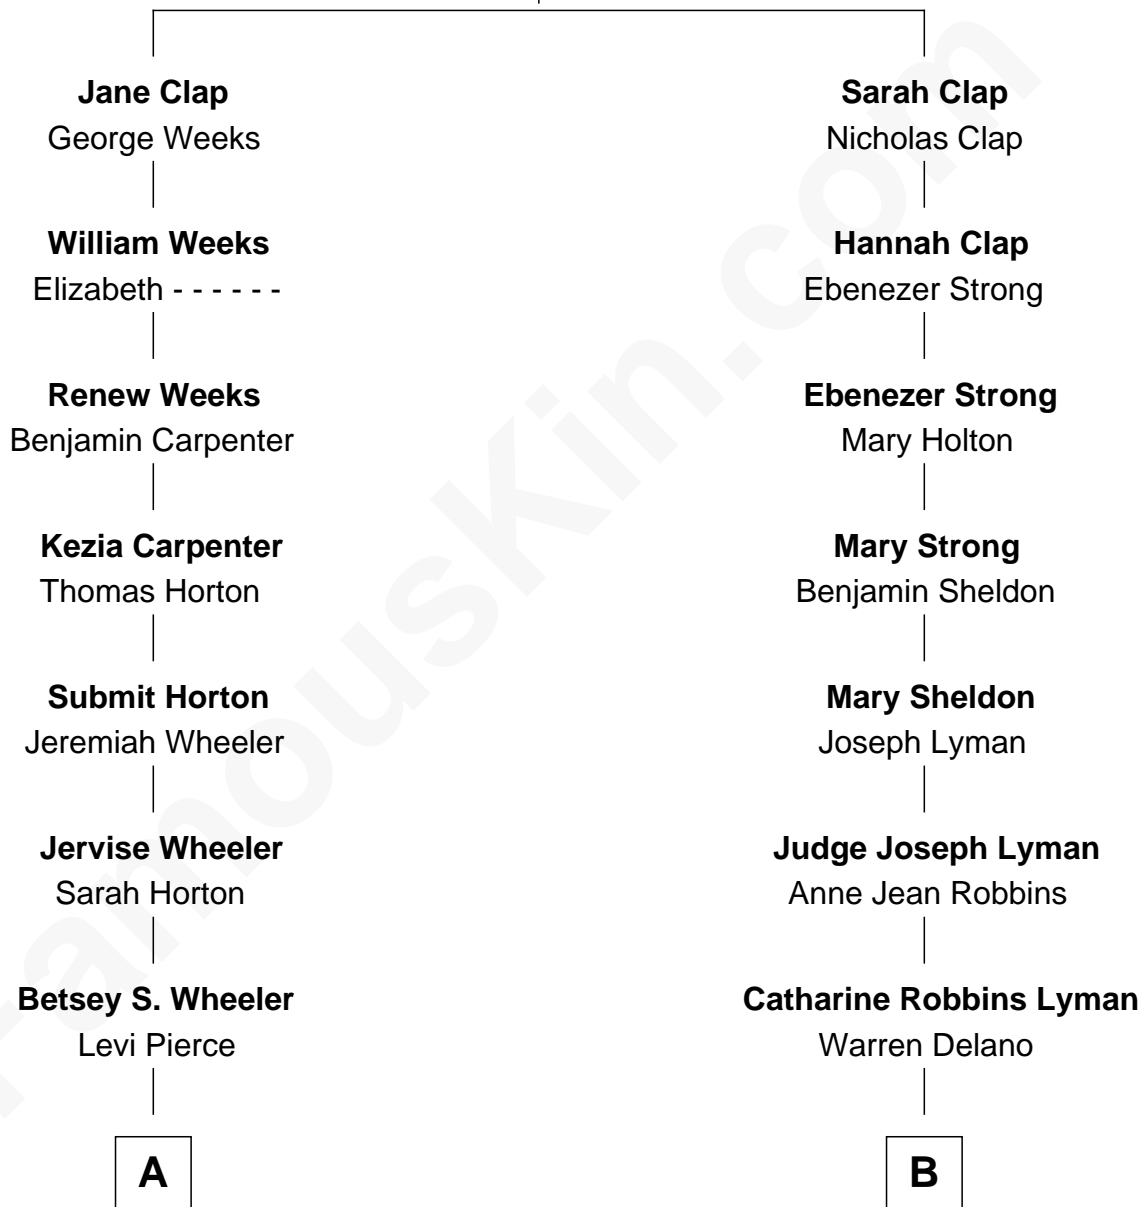 Jane Clap
George Weeks
William Weeks
Elizabeth - - - - - -
Renew Weeks
Benjamin Carpenter
Kezia Carpenter
Thomas Horton
Submit Horton
Jeremiah Wheeler
Jervise Wheeler
Sarah Horton
Betsey S. Wheeler
Levi Pierce
A
Sarah Clap
Nicholas Clap
Hannah Clap
Ebenezer Strong
Ebenezer Strong
Mary Holton
Mary Strong
Benjamin Sheldon
Mary Sheldon
Joseph Lyman
Judge Joseph Lyman
Anne Jean Robbins
Catharine Robbins Lyman
Warren Delano
B
FamousKin.com